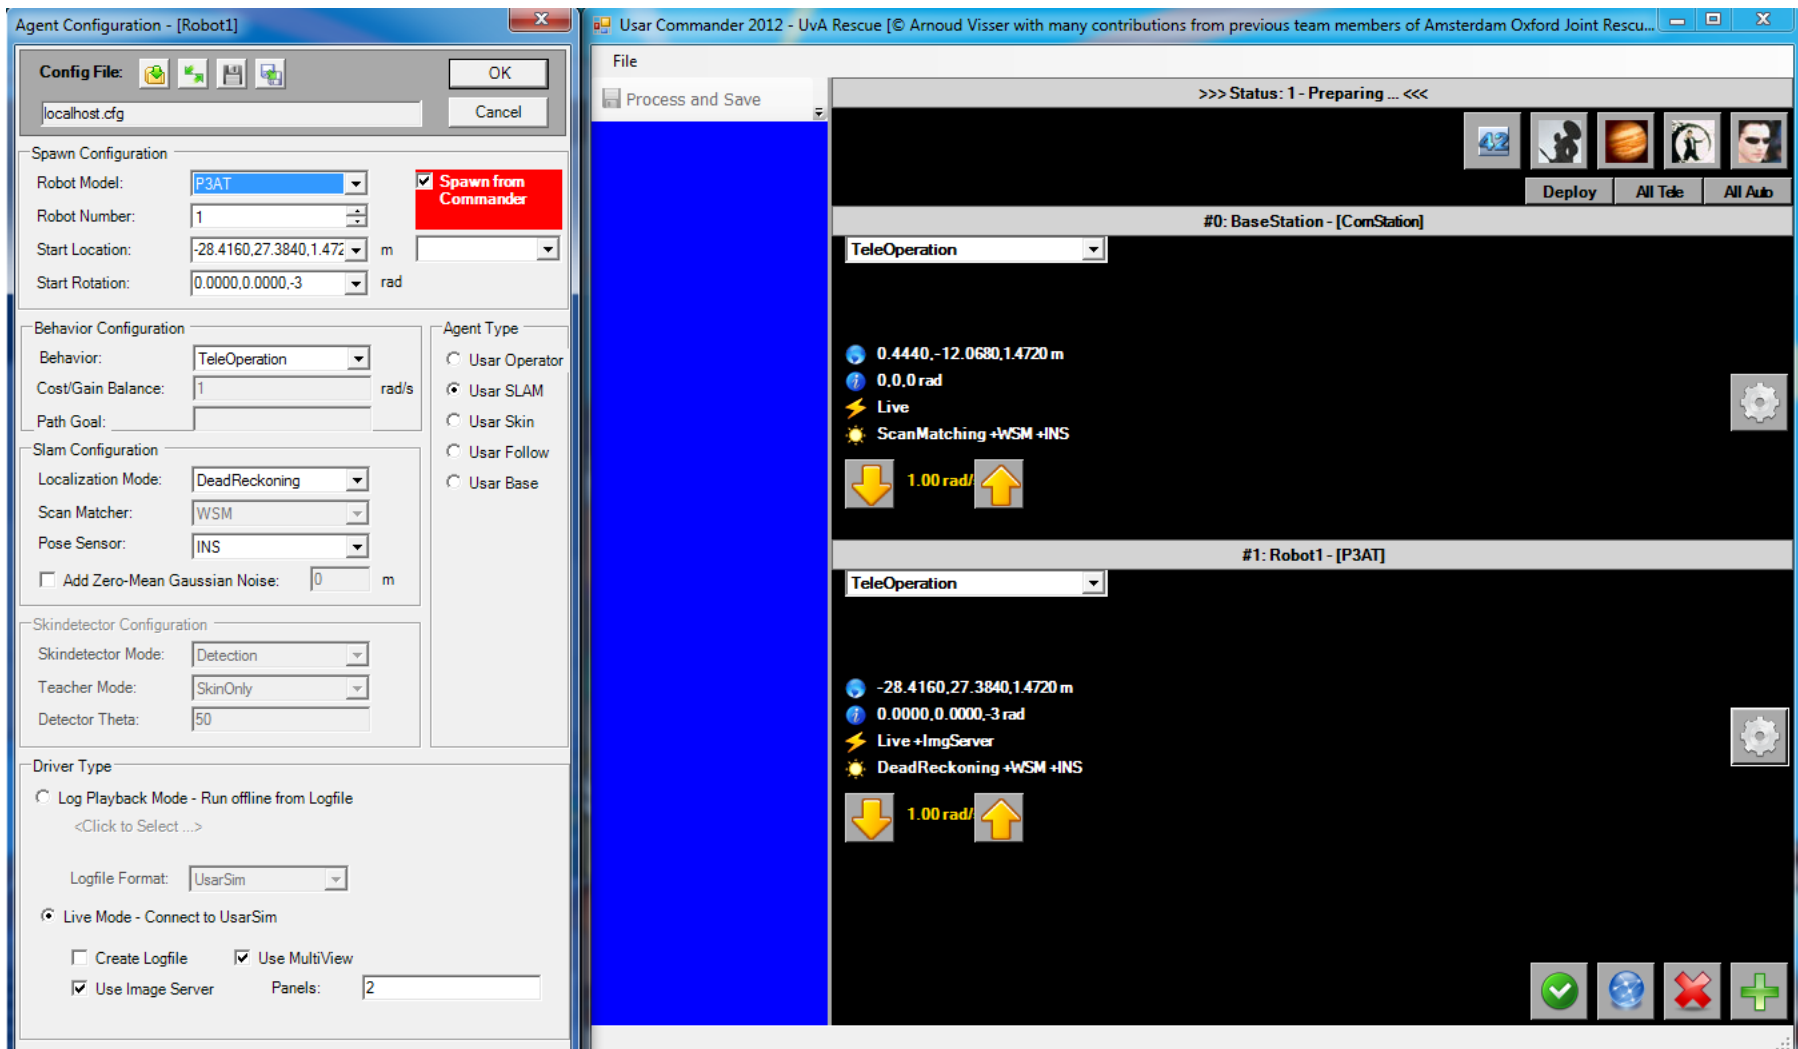 Agent Configuration - [Robot1]
Config File:
OK
localhost.cfg
Cancel
Spawn Configuration
Robot Model:
P3AT
Spawn from
Commander
Robot Number:
1
Start Location:
-28.4160,27.3840,1.472
m
Start Rotation:
0.0000,0.0000,-3
rad
Behavior Configuration
Behavior:
TeleOperation
Cost/Gain Balance:
1
rad/s
Path Goal:
Agent Type
Usar Operator
Usar SLAM
Usar Skin
Usar Follow
Usar Base
Slam Configuration
Localization Mode:
DeadReckoning
Scan Matcher:
WSM
Pose Sensor:
INS
Add Zero-Mean Gaussian Noise:
0
m
Skindetector Configuration
Skindetector Mode:
Detection
Teacher Mode:
SkinOnly
Detector Theta:
50
Driver Type
Log Playback Mode - Run offline from Logfile
<Click to Select ...>
Logfile Format:
UsarSim
Live Mode - Connect to UsarSim
Create Logfile
Use MultiView
Use Image Server
Panels:
2
Usar Commander 2012 - UvA Rescue [© Arnoud Visser with many contributions from previous team members of Amsterdam Oxford Joint Rescu...
File
Process and Save
>>> Status: 1 - Preparing ... <<<
42
Deploy
All Tele
All Auto
#0: BaseStation - [ComStation]
TeleOperation
0.4440,-12.0680,1.4720 m
0,0,0 rad
Live
ScanMatching +WSM +INS
1.00 rad/
#1: Robot1 - [P3AT]
TeleOperation
-28.4160,27.3840,1.4720 m
0.0000,0.0000,-3 rad
Live +ImgServer
DeadReckoning +WSM +INS
1.00 rad/